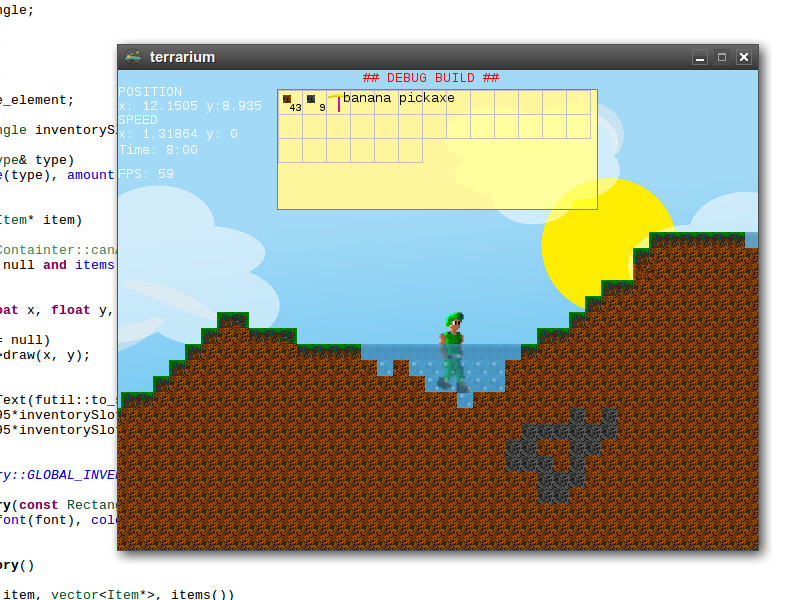 ngle;
terrarium
## DEBUG BUILD ##
POSITION
x: 12.1505 y:8.935
SPEED
x: 1.31864 y: 0
Time: 8:00
FPS: 59
43
9
banana pickaxe
e_element;
ngle inventoryS
ype& type)
e(type), amount
Item* item)
Containter::can
null and items
oat x, float y,
= null)
>draw(x, y);
Text(futil::to_s
95*inventorySlo
95*inventorySlo
ry::GLOBAL_INVE
ry(const Rectan
font(font), colo
ory()
item, vector<Item*>, items())